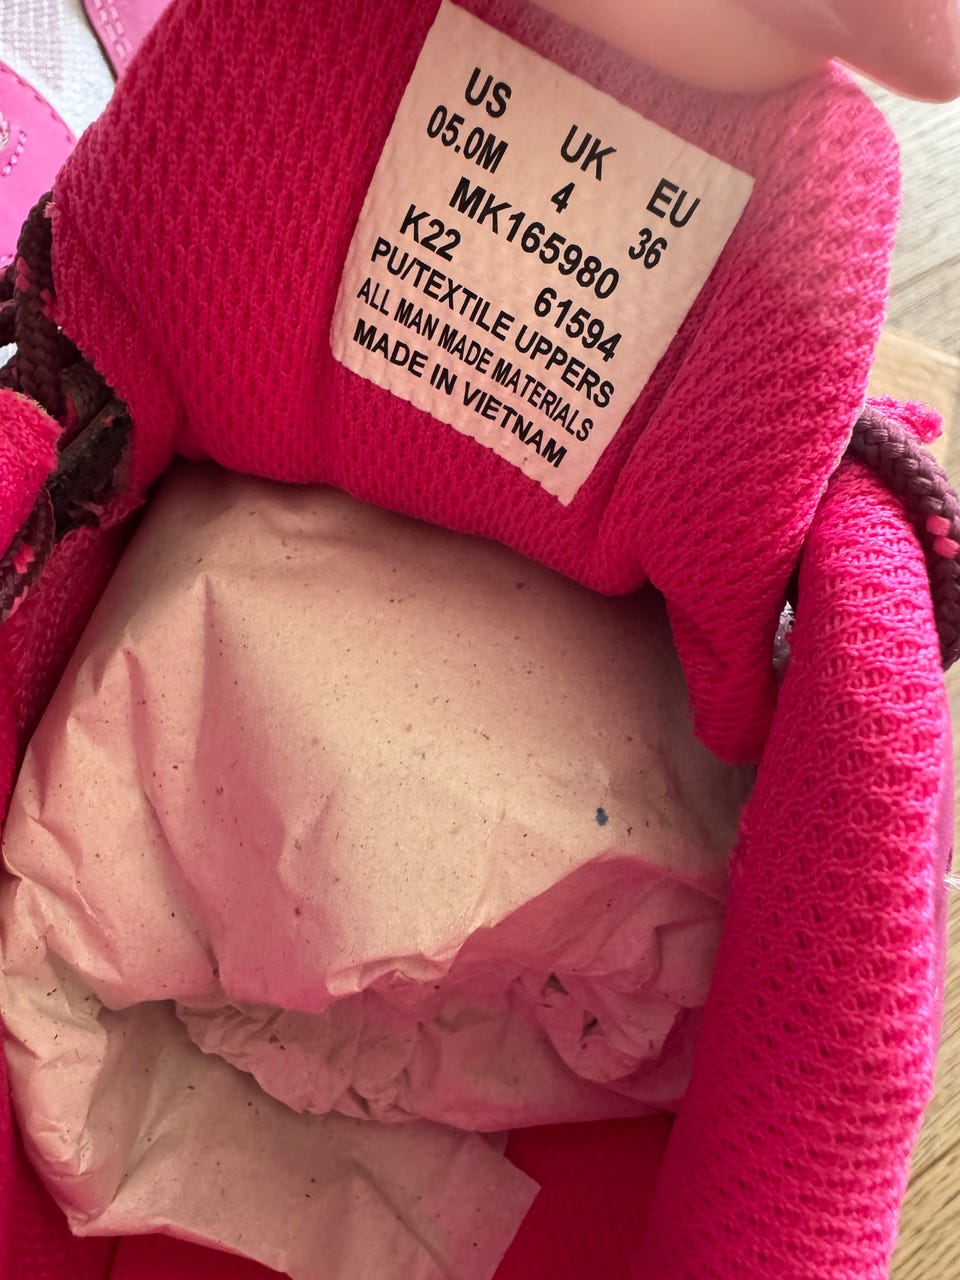 US UK EU
05.0M 4 36
MK165980
K22 61594
PU/TEXTILE UPPERS
ALL MAN MADE MATERIALS
MADE IN VIETNAM